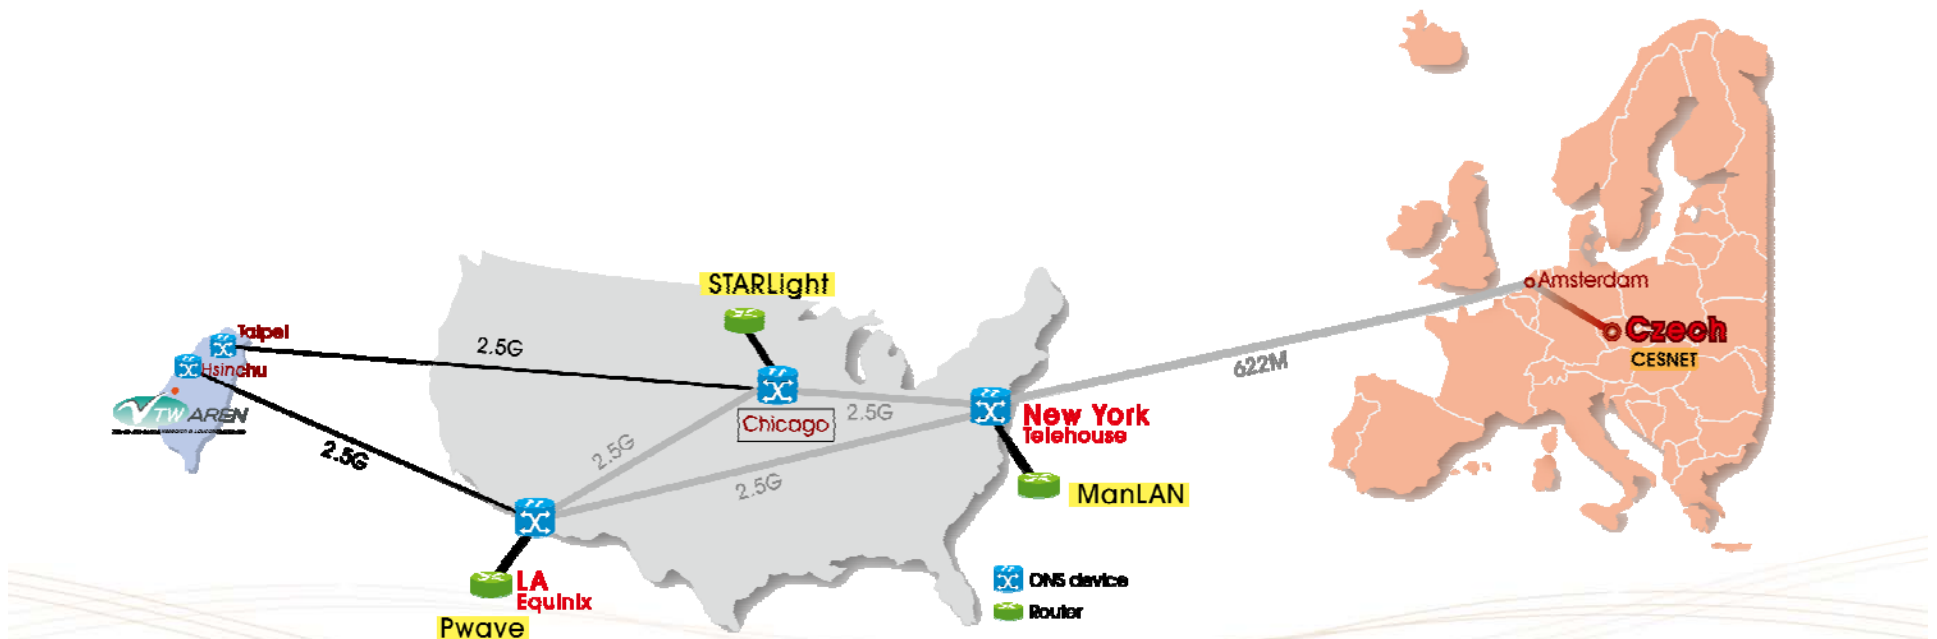 STARLight
Taipei
Hsinchu
TWAREN
2.5G
2.5G
Chicago
2.5G
2.5G
2.5G
New York
Telehouse
ManLAN
LA
Equinix
Pwave
622M
Amsterdam
Czech
CESNET
ONS device
Router